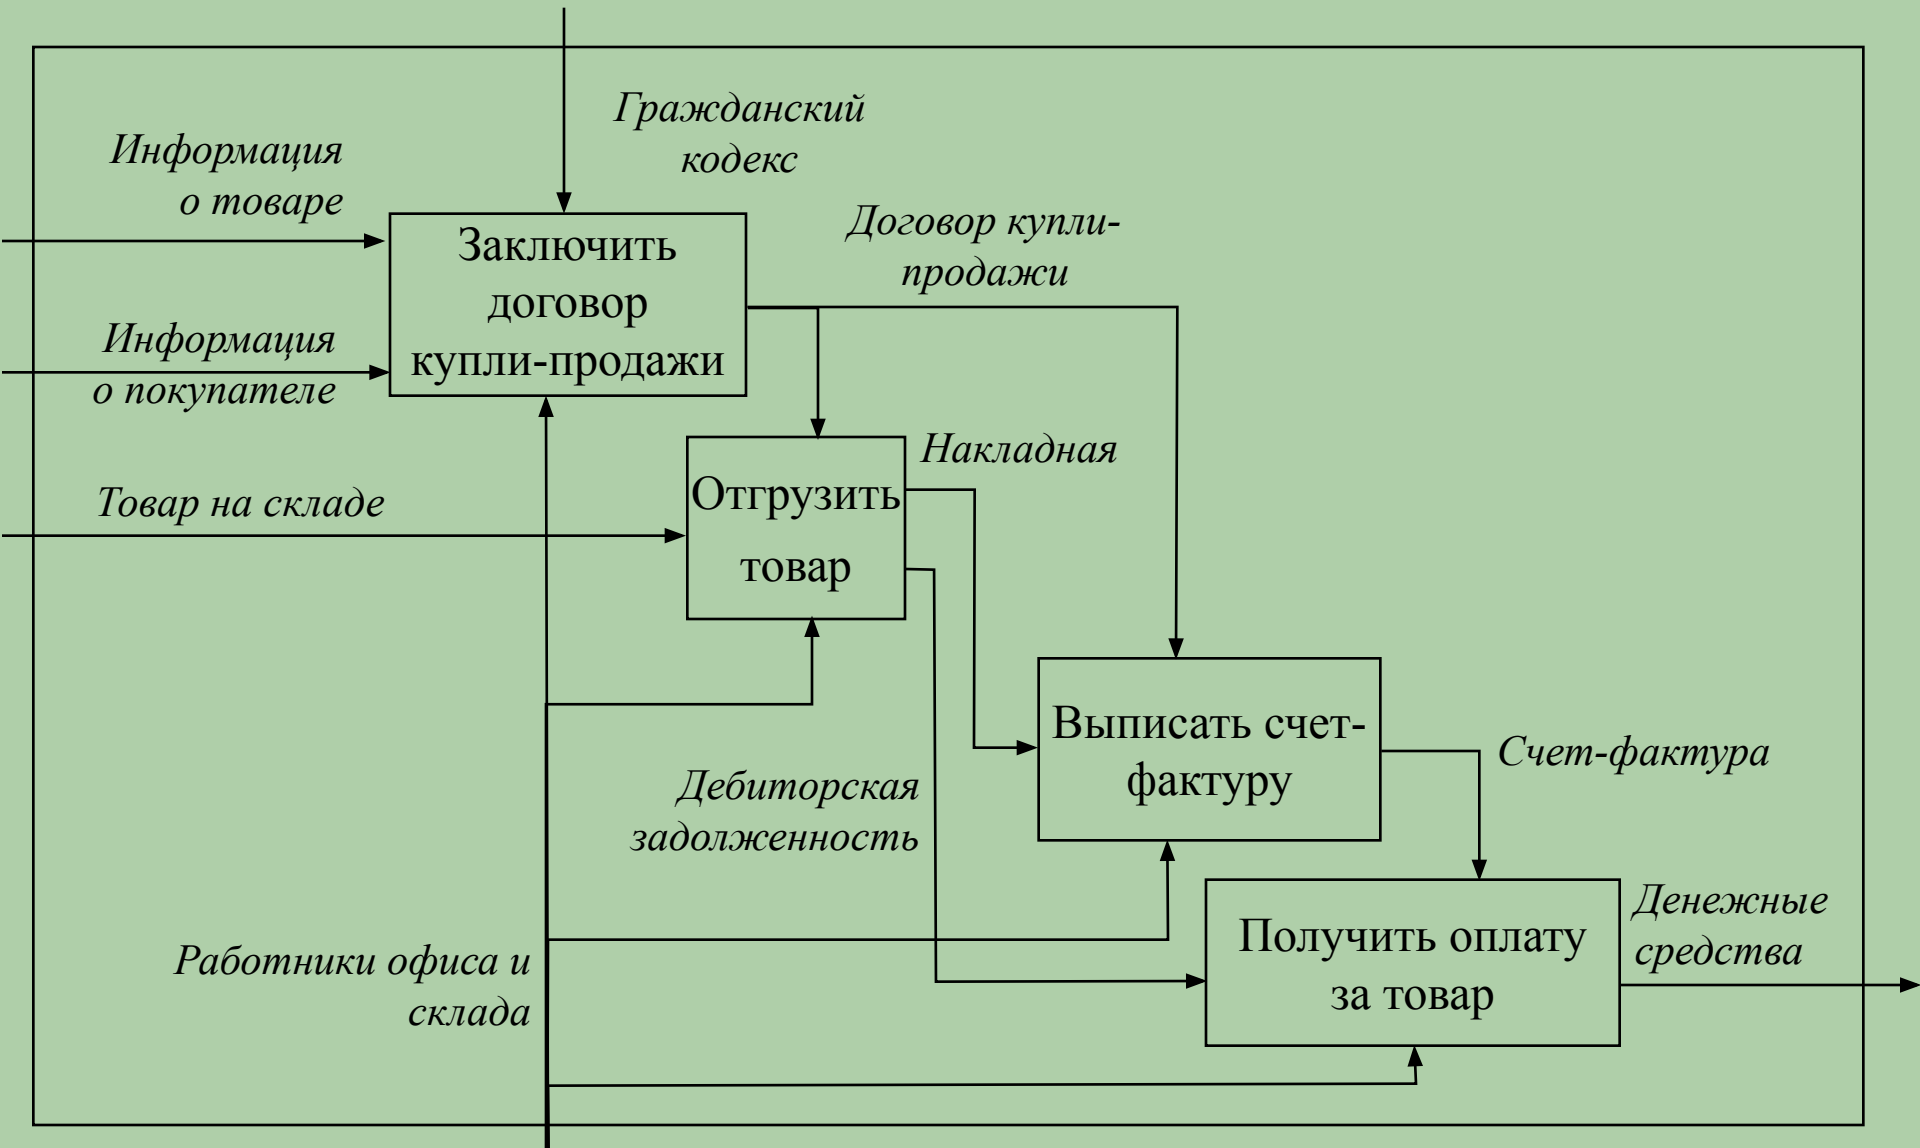 Гражданский
кодекс
Информация
о товаре
Заключить
договор
купли-продажи
Договор купли-
продажи
Информация
о покупателе
Накладная
Товар на складе
Отгрузить
товар
Выписать счет-
фактуру
Счет-фактура
Дебиторская
задолженность
Денежные
средства
Получить оплату
за товар
Работники офиса и
склада